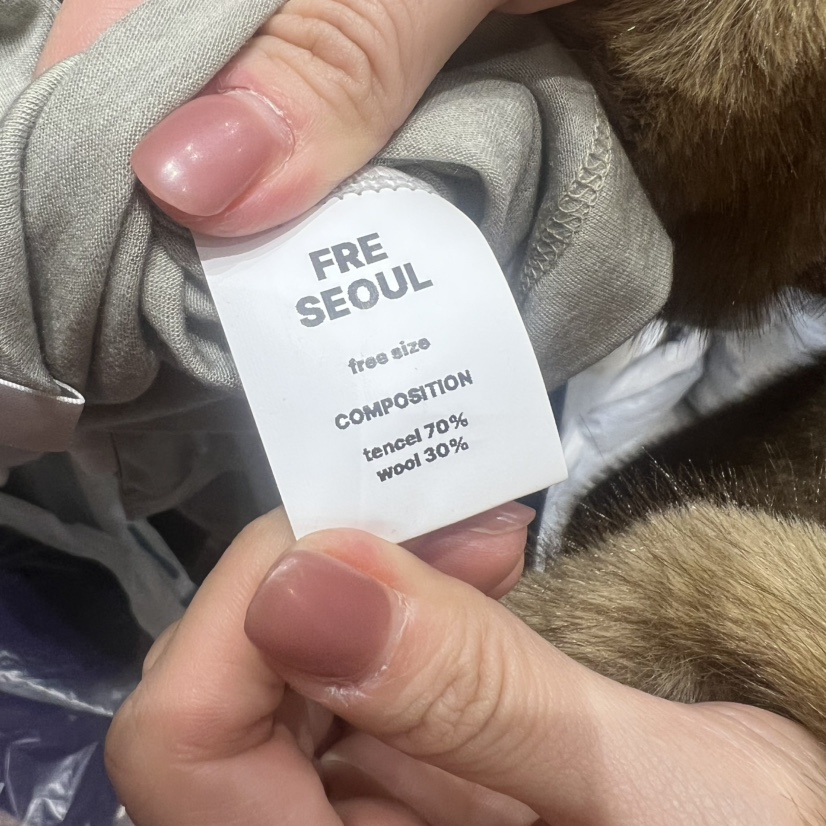 FRE
SEOUL
free size
COMPOSITION
tencel 70%
wool 30%